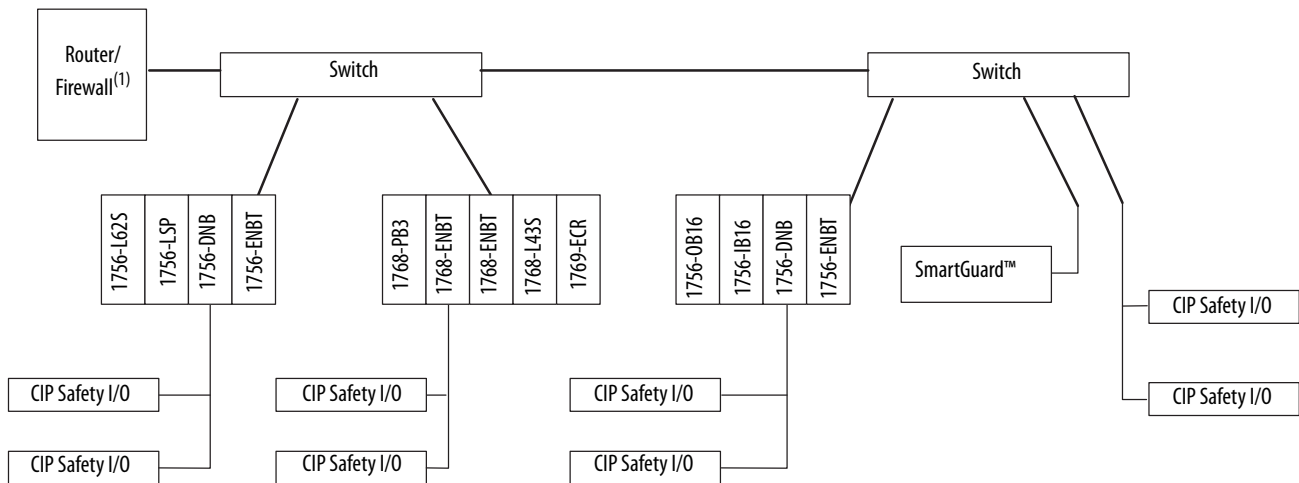 Router/
Firewall(1)
Switch
Switch
1756-L62S
1756-LSP
1756-DNB
1756-ENBT
1768-PB3
1768-ENBT
1768-ENBT
1768-L43S
1769-ECR
1756-OB16
1756-IB16
1756-DNB
1756-ENBT
SmartGuard™
CIP Safety I/O
CIP Safety I/O
CIP Safety I/O
CIP Safety I/O
CIP Safety I/O
CIP Safety I/O
CIP Safety I/O
CIP Safety I/O